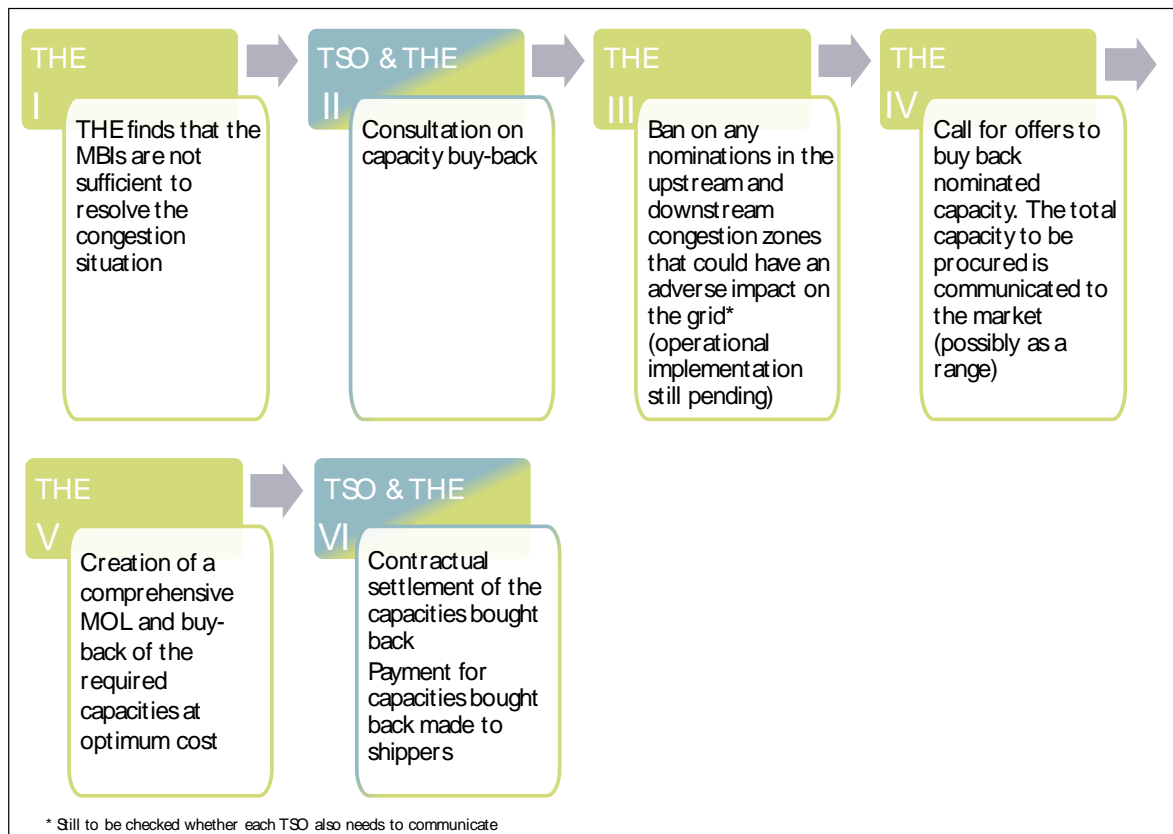 THE
I
THE finds that the
MBIs are not
sufficient to
resolve the
congestion
situation
TSO & THE
II
Consultation on
capacity buy-back
THE
III
Ban on any
nominations in the
upstream and
downstream
congestion zones
that could have an
adverse impact on
the grid*
(operational
implementation
still pending)
THE
IV
Call for offers to
buy back
nominated
capacity. The total
capacity to be
procured is
communicated to
the market
(possibly as a
range)
THE
V
Creation of a
comprehensive
MOL and buy-
back of the
required
capacities at
optimum cost
TSO & THE
VI
Contractual
settlement of the
capacities bought
back
Payment for
capacities bought
back made to
shippers
* Still to be checked whether each TSO also needs to communicate